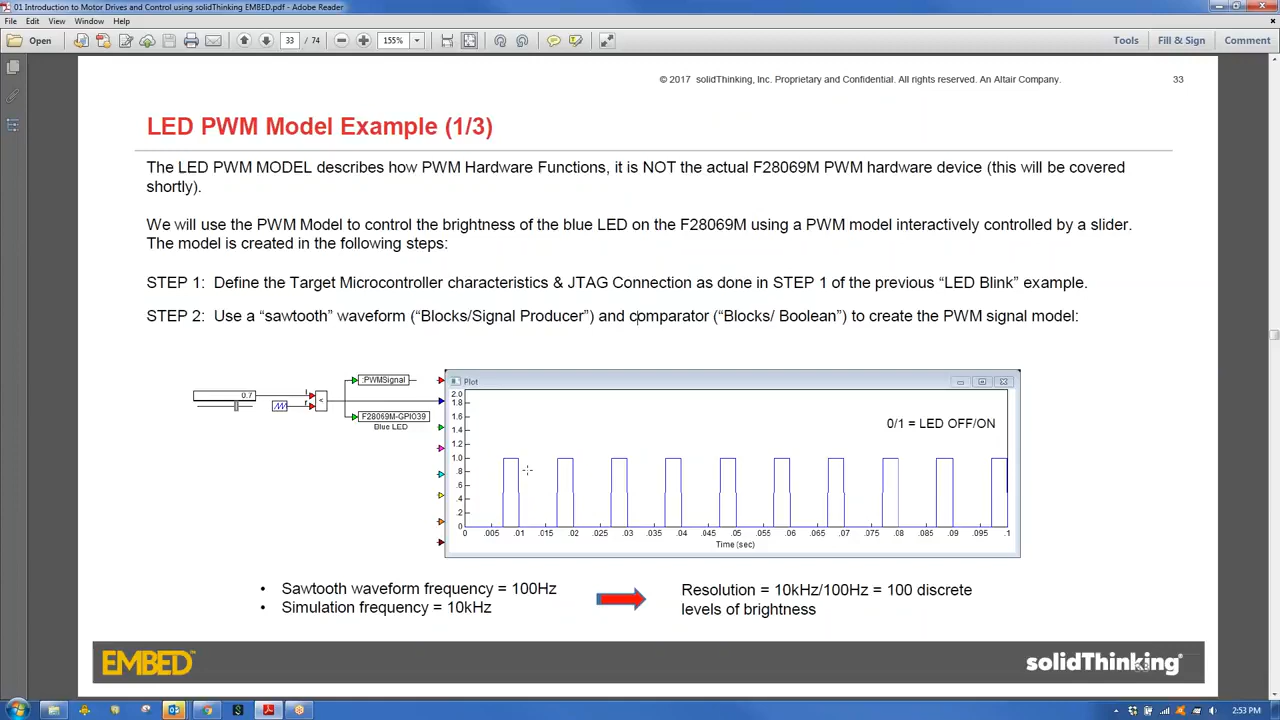 01 Introduction to Motor Drives and Control using solidThinking EMBED.pdf - Adobe Reader
File Edit View Window Help
Open 33 / 74 155% Tools Fill & Sign Comment
© 2017 solidThinking, Inc. Proprietary and Confidential. All rights reserved. An Altair Company. 33
LED PWM Model Example (1/3)
The LED PWM MODEL describes how PWM Hardware Functions, it is NOT the actual F28069M PWM hardware device (this will be covered
shortly).
We will use the PWM Model to control the brightness of the blue LED on the F28069M using a PWM model interactively controlled by a slider.
The model is created in the following steps:
STEP 1: Define the Target Microcontroller characteristics & JTAG Connection as done in STEP 1 of the previous “LED Blink” example.
STEP 2: Use a “sawtooth” waveform (“Blocks/Signal Producer”) and comparator (“Blocks/ Boolean”) to create the PWM signal model:
0.7
l
r
<
:PWMSignal
F28069M-GPIO39
Blue LED
Plot
2.0
1.8
1.6
1.4
1.2
1.0
.8
.6
.4
.2
0
0/1 = LED OFF/ON
0 .005 .01 .015 .02 .025 .03 .035 .04 .045 .05 .055 .06 .065 .07 .075 .08 .085 .09 .095 .1
Time (sec)
• Sawtooth waveform frequency = 100Hz
• Simulation frequency = 10kHz
Resolution = 10kHz/100Hz = 100 discrete
levels of brightness
EMBED
solidThinking
2:53 PM